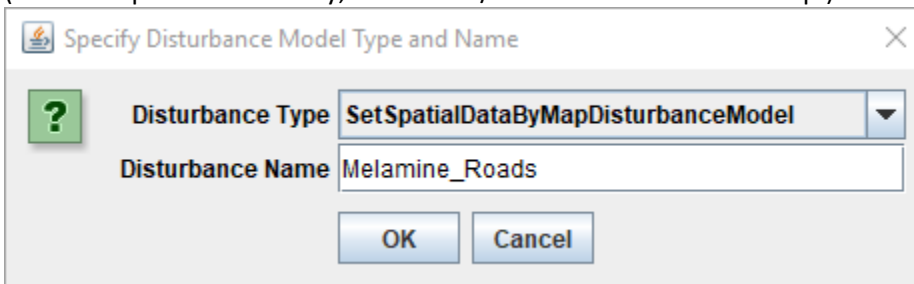 Specify Disturbance Model Type and Name
? Disturbance Type SetSpatialDataByMapDisturbanceModel
Disturbance Name Melamine_Roads
OK Cancel